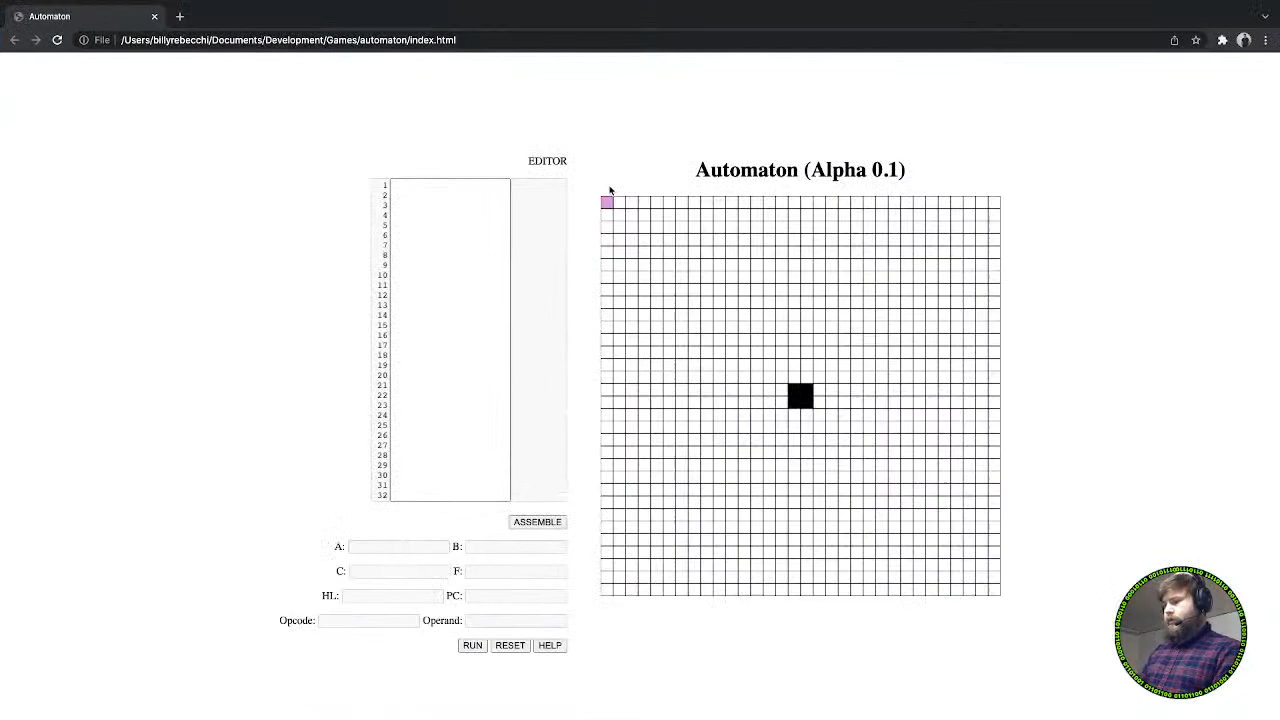 Automaton
File
/Users/billyrebecchi/Documents/Development/Games/automaton/index.html
EDITOR
1
2
3
4
5
6
7
8
9
10
11
12
13
14
15
16
17
18
19
20
21
22
23
24
25
26
27
28
29
30
31
32
ASSEMBLE
A: B:
C: F:
HL: PC:
Opcode: Operand:
RUN RESET HELP
Automaton (Alpha 0.1)